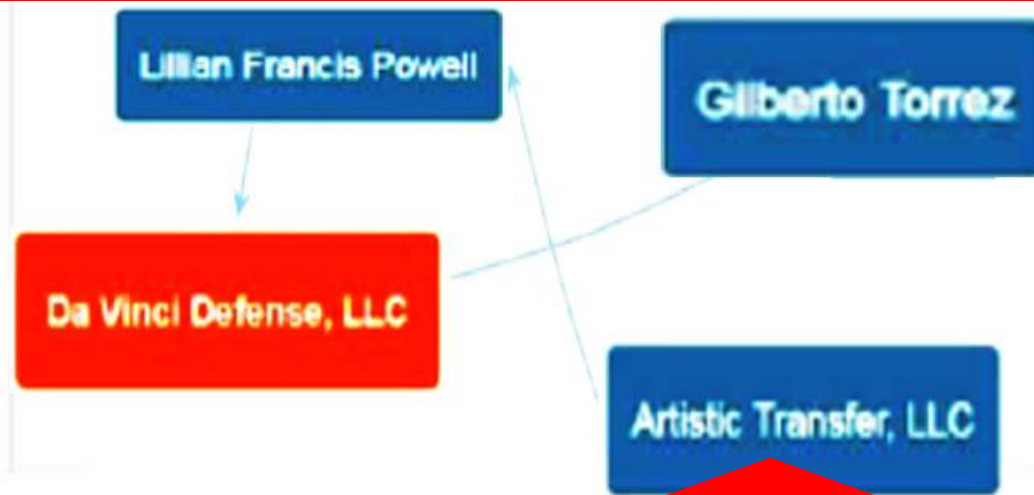 Lillian Francis Powell
Gilberto Torrez
Da Vinci Defense, LLC
Artistic Transfer, LLC